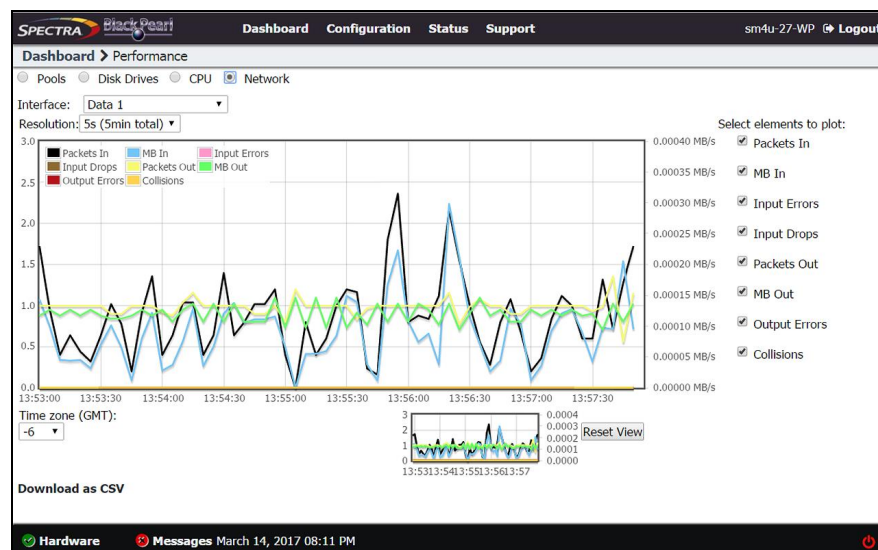 SPECTRA BlackPearl Dashboard Configuration Status Support sm4u-27-WP Logout
Dashboard > Performance
Pools Disk Drives CPU Network
Interface: Data 1
Resolution: 5s (5min total)
Select elements to plot:
3.0
2.5
2.0
1.5
1.0
0.5
0.0
Packets In MB In Input Errors
Input Drops Packets Out MB Out
Output Errors Collisions
0.00040 MB/s
0.00035 MB/s
0.00030 MB/s
0.00025 MB/s
0.00020 MB/s
0.00015 MB/s
0.00010 MB/s
0.00005 MB/s
0.00000 MB/s
Packets In
MB In
Input Errors
Input Drops
Packets Out
MB Out
Output Errors
Collisions
13:53:00 13:53:30 13:54:00 13:54:30 13:55:00 13:55:30 13:56:00 13:56:30 13:57:00 13:57:30
Time zone (GMT):
-6
3
2
1
0
0.0004
0.0003
0.0002
0.0001
0.0000
13:53 13:54 13:55 13:56 13:57
Reset View
Download as CSV
Hardware Messages March 14, 2017 08:11 PM